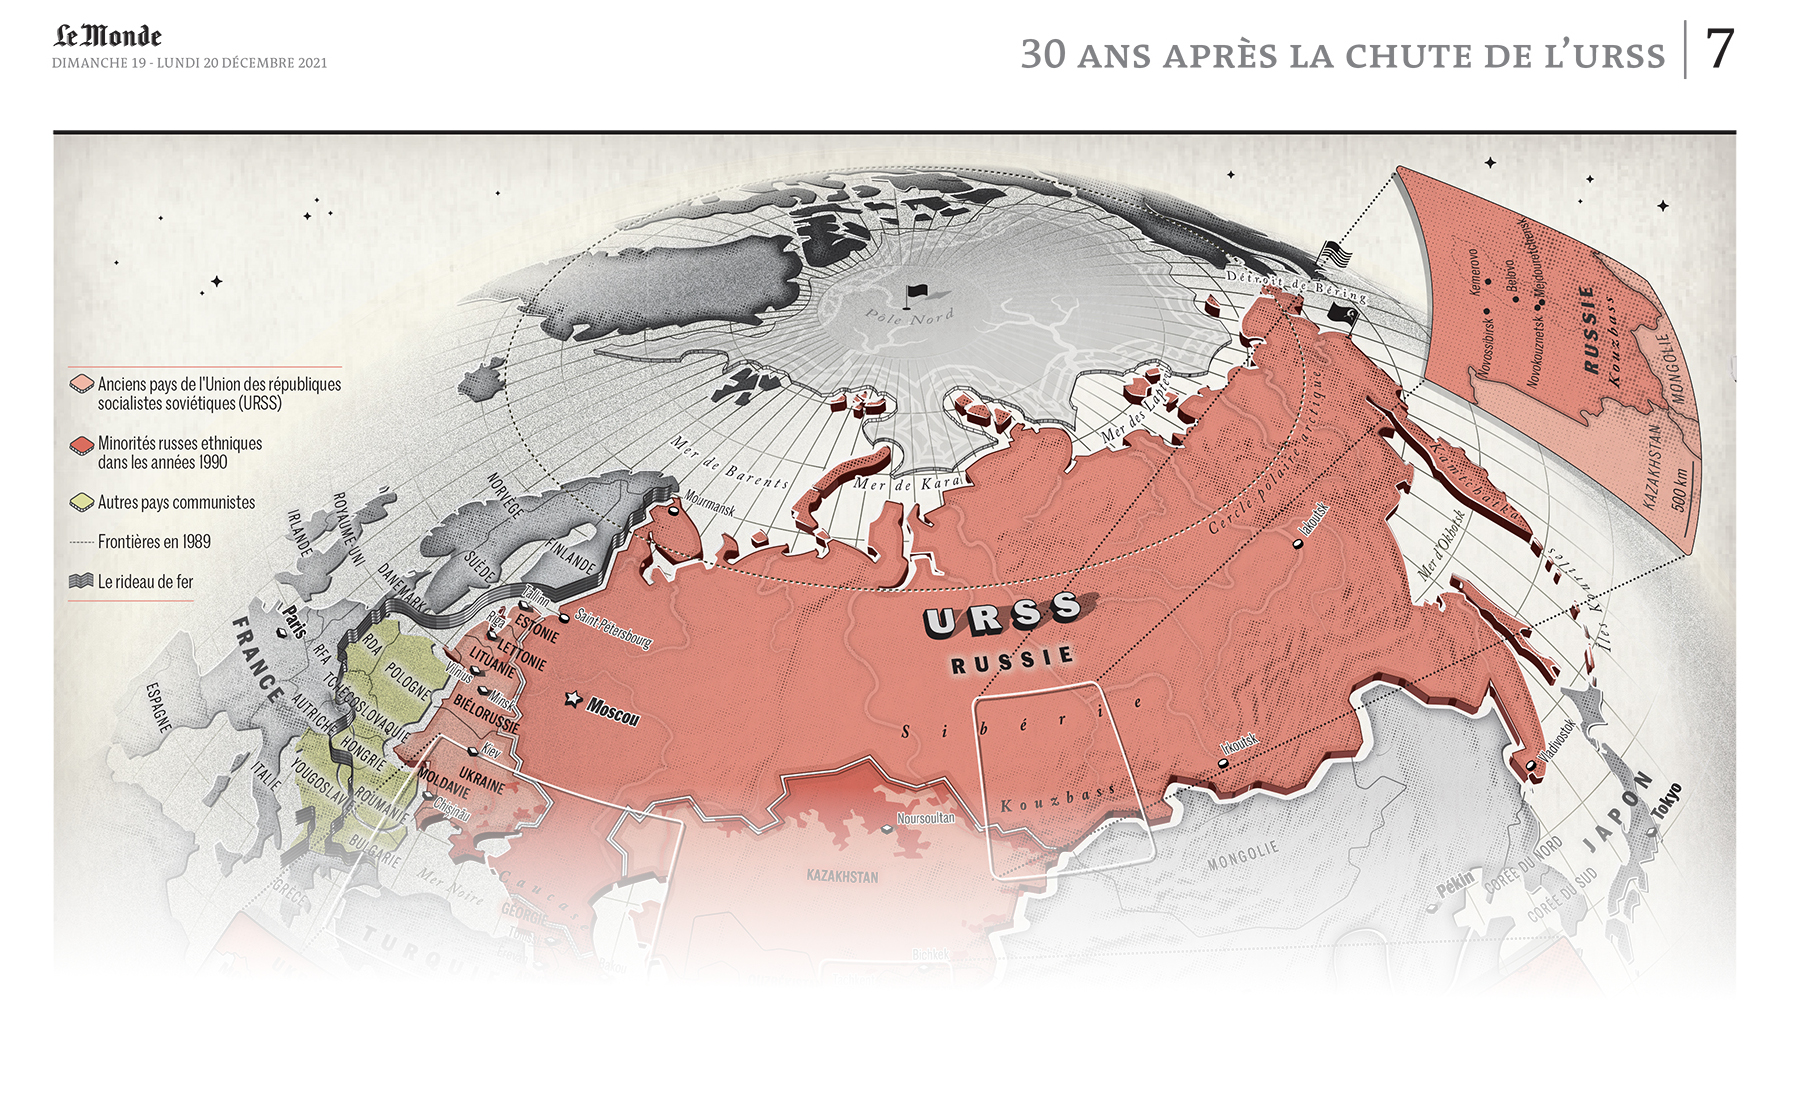 Le Monde
DIMANCHE 19 - LUNDI 20 DÉCEMBRE 2021
30 ANS APRÈS LA CHUTE DE L'URSS
7
Anciens pays de l'Union des républiques
socialistes soviétiques (URSS)
Minorités russes ethniques
dans les années 1990
Autres pays communistes
Frontières en 1989
Le rideau de fer
Pôle Nord
Détroit de Béring
Mer de Barents
Mer de Kara
Mer des Laptev
Cercle polaire arctique
Kamtchatka
Mer d'Okhotsk
Îles Kouriles
Mourmansk
Iakoutsk
NORVÈGE
SUÈDE
FINLANDE
DANEMARK
IRLANDE
ROYAUME-UNI
Paris
FRANCE
ESPAGNE
ITALIE
RFA
RDA
POLOGNE
TCHÉCOSLOVAQUIE
AUTRICHE
HONGRIE
YOUGOSLAVIE
ROUMANIE
BULGARIE
GRÈCE
TURQUIE
Tallinn
Riga
ESTONIE
LETTONIE
LITUANIE
Vilnius
Minsk
BIÉLORUSSIE
Kiev
UKRAINE
MOLDAVIE
Chisinău
Saint Pétersbourg
Moscou
URSS
RUSSIE
Sibérie
Kouzbass
Irkoutsk
Vladivostok
Noursoultan
KAZAKHSTAN
MONGOLIE
Mer Noire
Caucase
GÉORGIE
Bakou
Bichkek
Pékin
CORÉE DU NORD
CORÉE DU SUD
JAPON
Tokyo
Kemerovo
Belovo
Mejdouretchensk
Novossibirsk
Novokouznetsk
RUSSIE
Kouzbass
MONGOLIE
KAZAKHSTAN
500 km